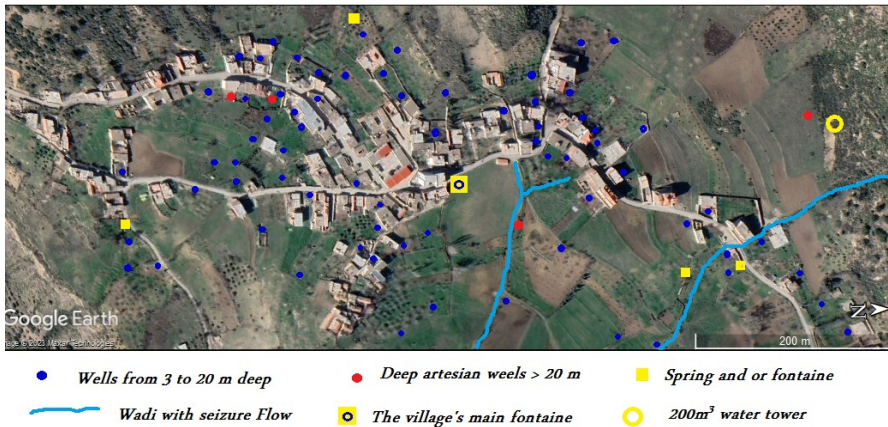 Google Earth
Image © 2023 Maxar Technologies
N
200 m
Wells from 3 to 20 m deep
Deep artesian weels > 20 m
Spring and or fontaine
Wadi with seizure Flow
The village's main fontaine
200m³ water tower